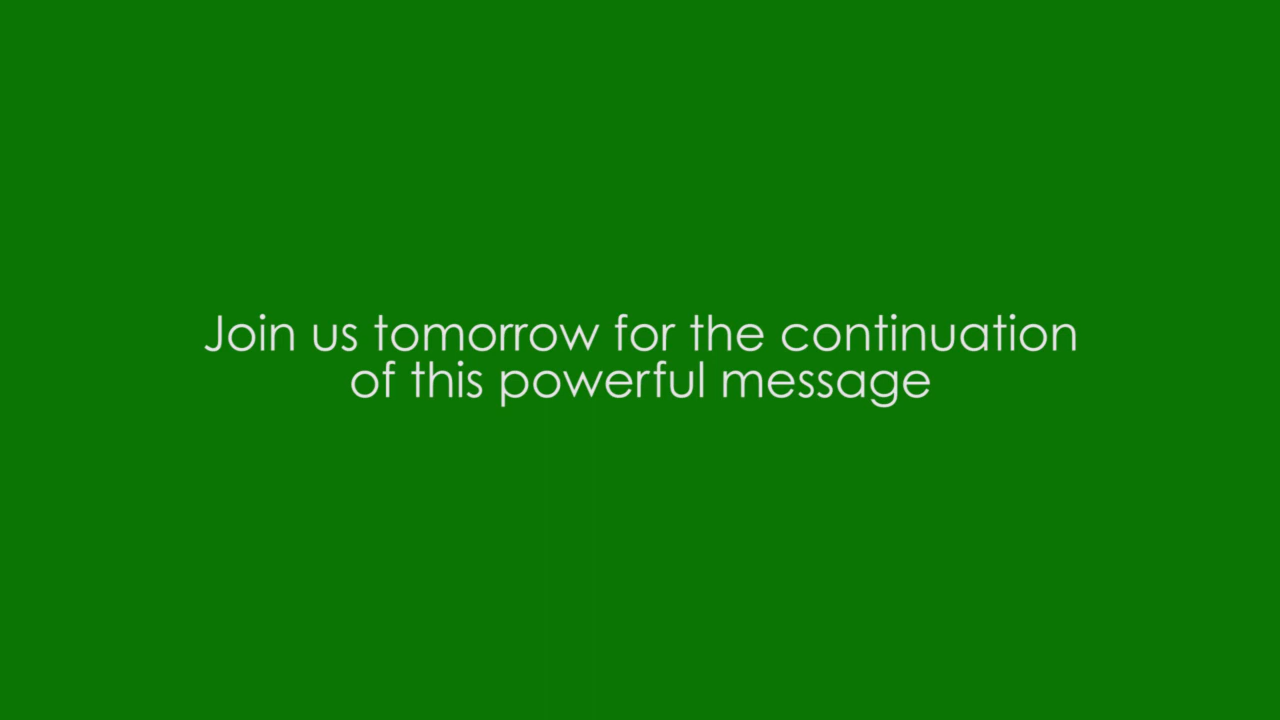 Join us tomorrow for the continuation
of this powerful message